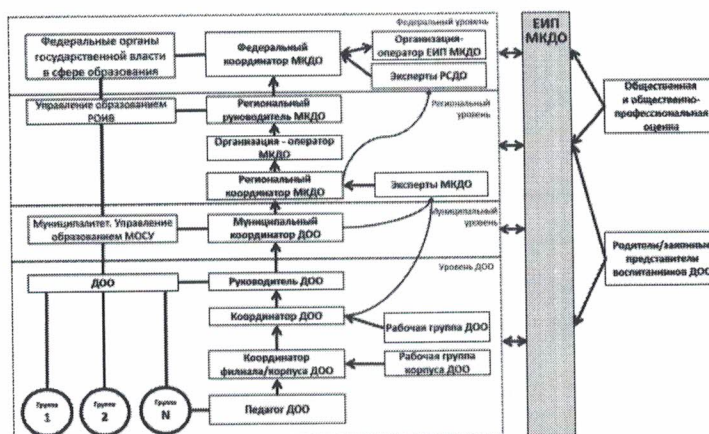 Федеральный уровень
Федеральные органы
государственной власти
в сфере образования
Федеральный
координатор МКДО
Организация-
оператор ЕИП МКДО
Эксперты РСДО
ЕИП
МКДО
Управление образованием
РОИВ
Региональный
руководитель МКДО
Региональный
уровень
Общественная
и общественно-
профессиональная
оценка
Организация - оператор
МКДО
Региональный
координатор МКДО
Эксперты МКДО
Муниципалитет. Управление
образованием МОСУ
Муниципальный
координатор ДОО
Муниципальный
уровень
Родители/законные
представители
воспитанников ДОО
Уровень ДОО
ДОО
Руководитель ДОО
Координатор ДОО
Рабочая группа ДОО
Координатор
филиала/корпуса ДОО
Рабочая группа
корпуса ДОО
Группа
1
Группа
2
Группа
N
Педагог ДОО